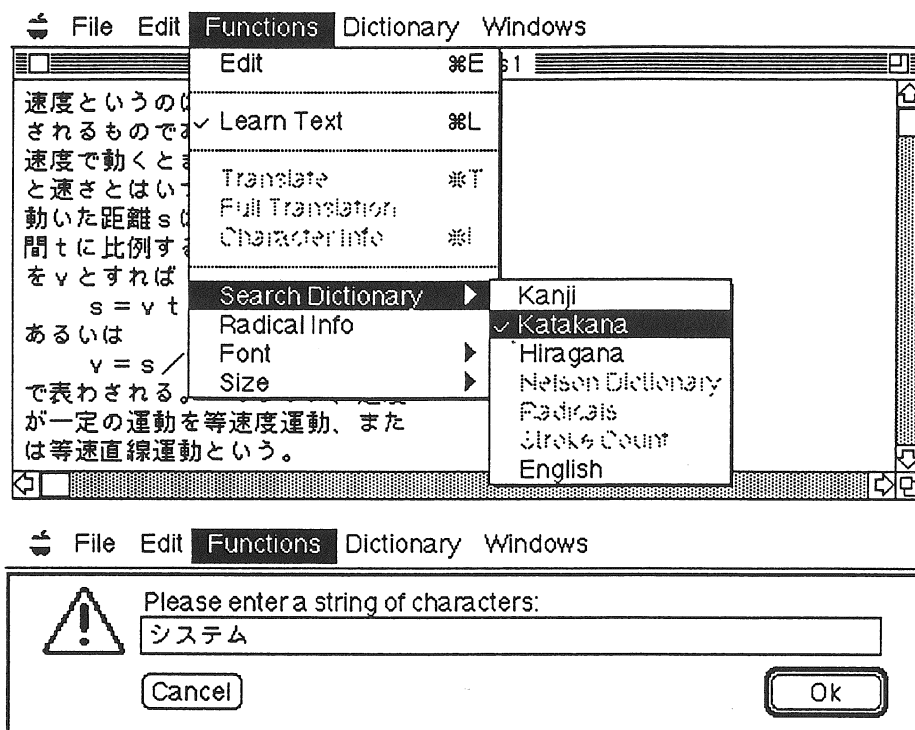 File Edit Functions Dictionary Windows
s1
Edit ⌘E
✓ Learn Text ⌘L
Translate ⌘T
Full Translation
Character Info ⌘I
Search Dictionary ▶
Radical Info
Font ▶
Size ▶
Kanji
✓ Katakana
Hiragana
Nelson Dictionary
Radicals
Stroke Count
English
速度というのは
されるもので
速度で動くと
と速さとはい
動いた距離sは
間tに比例す
をvとすれば
s=vt
あるいは
v=s/
で表わされる。
が一定の運動を等速度運動、また
は等速直線運動という。
File Edit Functions Dictionary Windows
Please enter a string of characters:
システム
Cancel
Ok